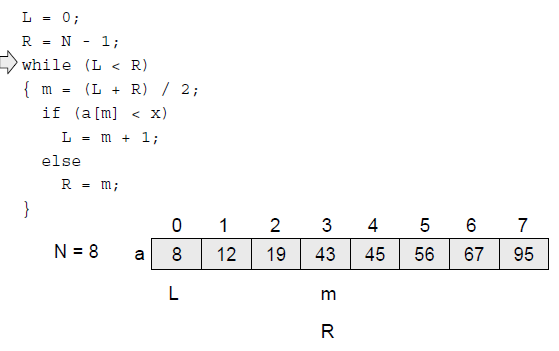 L = 0;
R = N - 1;
while (L < R)
{ m = (L + R) / 2;
if (a[m] < x)
L = m + 1;
else
R = m;
}
0 1 2 3 4 5 6 7
N = 8 a 8 12 19 43 45 56 67 95
L m
R